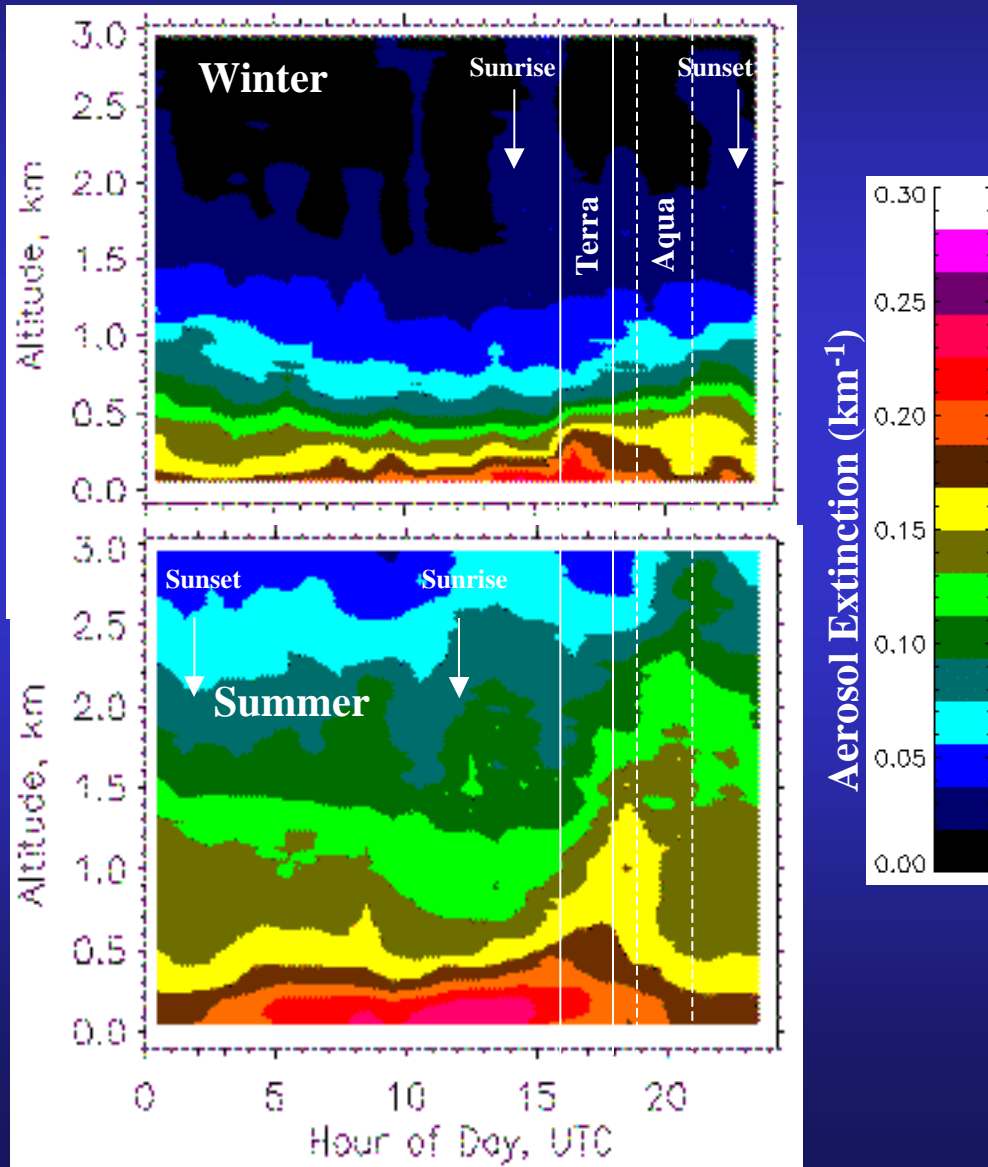 3.0
2.5
2.0
1.5
1.0
0.5
0.0
Altitude, km
Winter
Sunrise
Sunset
Terra
Aqua
3.0
2.5
2.0
1.5
1.0
0.5
0.0
Altitude, km
Sunset
Sunrise
Summer
0
5
10
15
20
Hour of Day, UTC
Aerosol Extinction (km⁻¹)
0.30
0.25
0.20
0.15
0.10
0.05
0.00